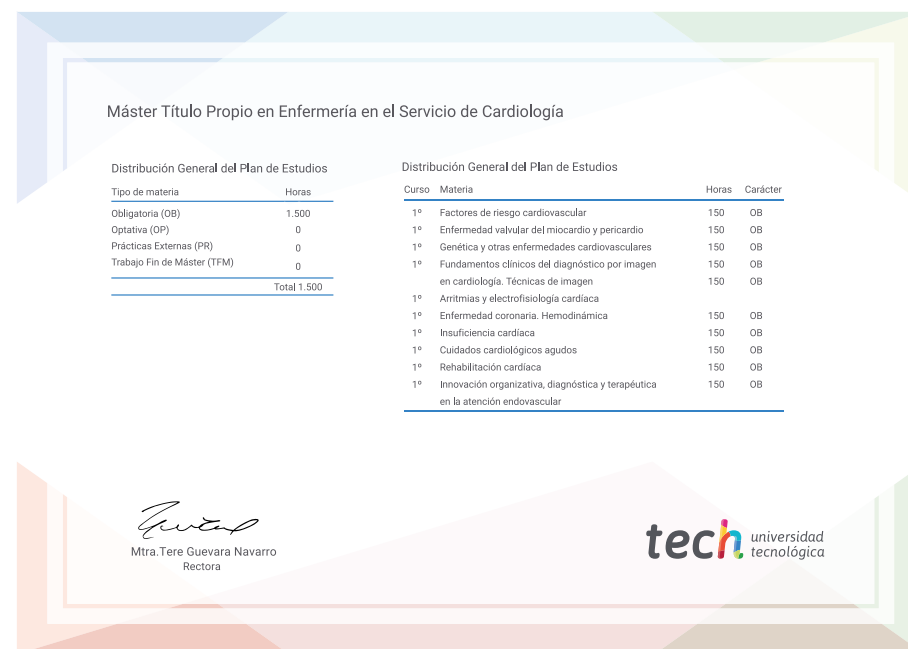 Máster Título Propio en Enfermería en el Servicio de Cardiología
Distribución General del Plan de Estudios
Tipo de materia Horas
Obligatoria (OB) 1.500
Optativa (OP) 0
Prácticas Externas (PR) 0
Trabajo Fin de Máster (TFM) 0
Total 1.500
Distribución General del Plan de Estudios
Curso Materia Horas Carácter
1º Factores de riesgo cardiovascular 150 OB
1º Enfermedad valvular del miocardio y pericardio 150 OB
1º Genética y otras enfermedades cardiovasculares 150 OB
1º Fundamentos clínicos del diagnóstico por imagen 150 OB
en cardiología. Técnicas de imagen 150 OB
1º Arritmias y electrofisiología cardíaca
1º Enfermedad coronaria. Hemodinámica 150 OB
1º Insuficiencia cardíaca 150 OB
1º Cuidados cardiológicos agudos 150 OB
1º Rehabilitación cardíaca 150 OB
1º Innovación organizativa, diagnóstica y terapéutica 150 OB
en la atención endovascular
Mtra.Tere Guevara Navarro
Rectora
tech universidad
tecnológica